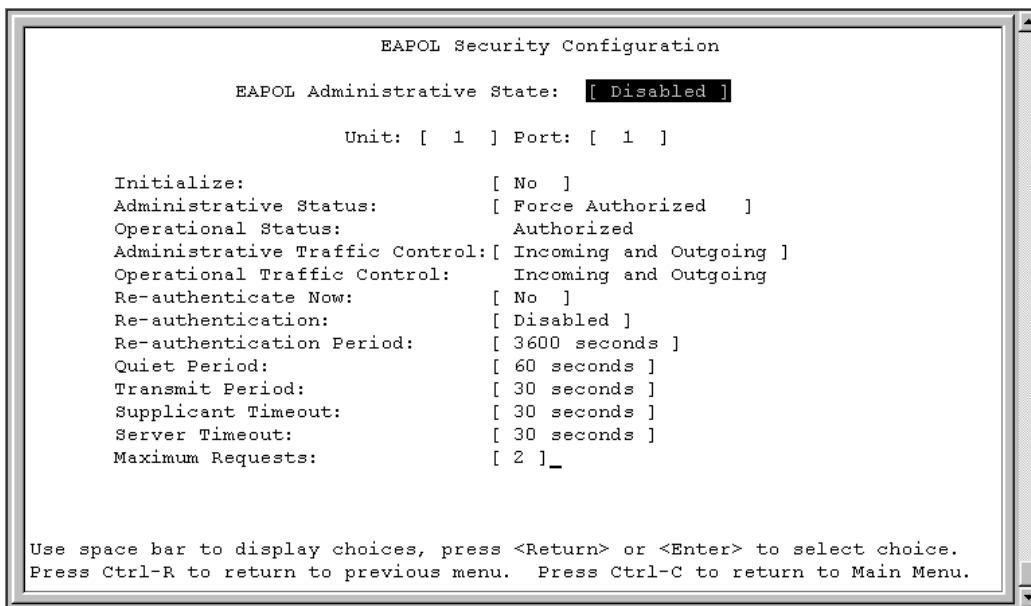 EAPOL Security Configuration
EAPOL Administrative State: [ Disabled ]
Unit: [ 1 ] Port: [ 1 ]
Initialize: [ No ]
Administrative Status: [ Force Authorized ]
Operational Status: Authorized
Administrative Traffic Control:[ Incoming and Outgoing ]
Operational Traffic Control: Incoming and Outgoing
Re-authenticate Now: [ No ]
Re-authentication: [ Disabled ]
Re-authentication Period: [ 3600 seconds ]
Quiet Period: [ 60 seconds ]
Transmit Period: [ 30 seconds ]
Supplicant Timeout: [ 30 seconds ]
Server Timeout: [ 30 seconds ]
Maximum Requests: [ 2 ]_
Use space bar to display choices, press <Return> or <Enter> to select choice.
Press Ctrl-R to return to previous menu. Press Ctrl-C to return to Main Menu.